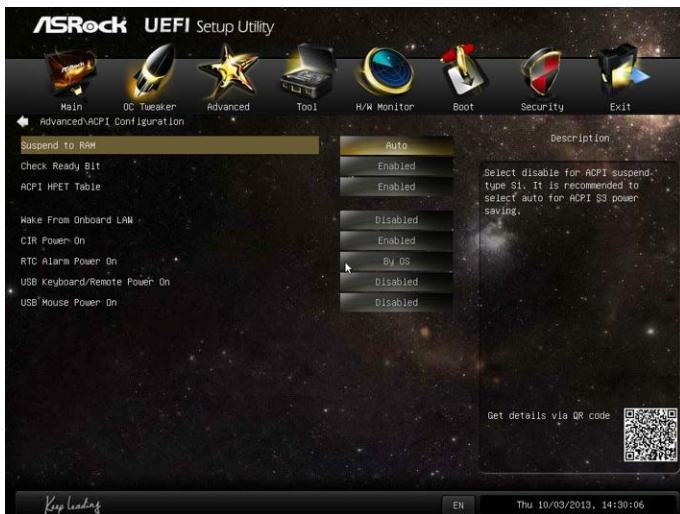 ASRock UEFI Setup Utility
Main OC Tweaker Advanced Tool H/W Monitor Boot Security Exit
Advanced\ACPI Configuration
Description
Suspend to RAM Auto
Check Ready Bit Enabled
ACPI HPET Table Enabled
Select disable for ACPI suspend
type S1. It is recommended to
select auto for ACPI S3 power
saving.
Wake From Onboard LAN Disabled
CIR Power On Enabled
RTC Alarm Power On By OS
USB Keyboard/Remote Power On Disabled
USB Mouse Power On Disabled
Get details via QR code
Keep Leading
EN
Thu 10/03/2013, 14:30:06